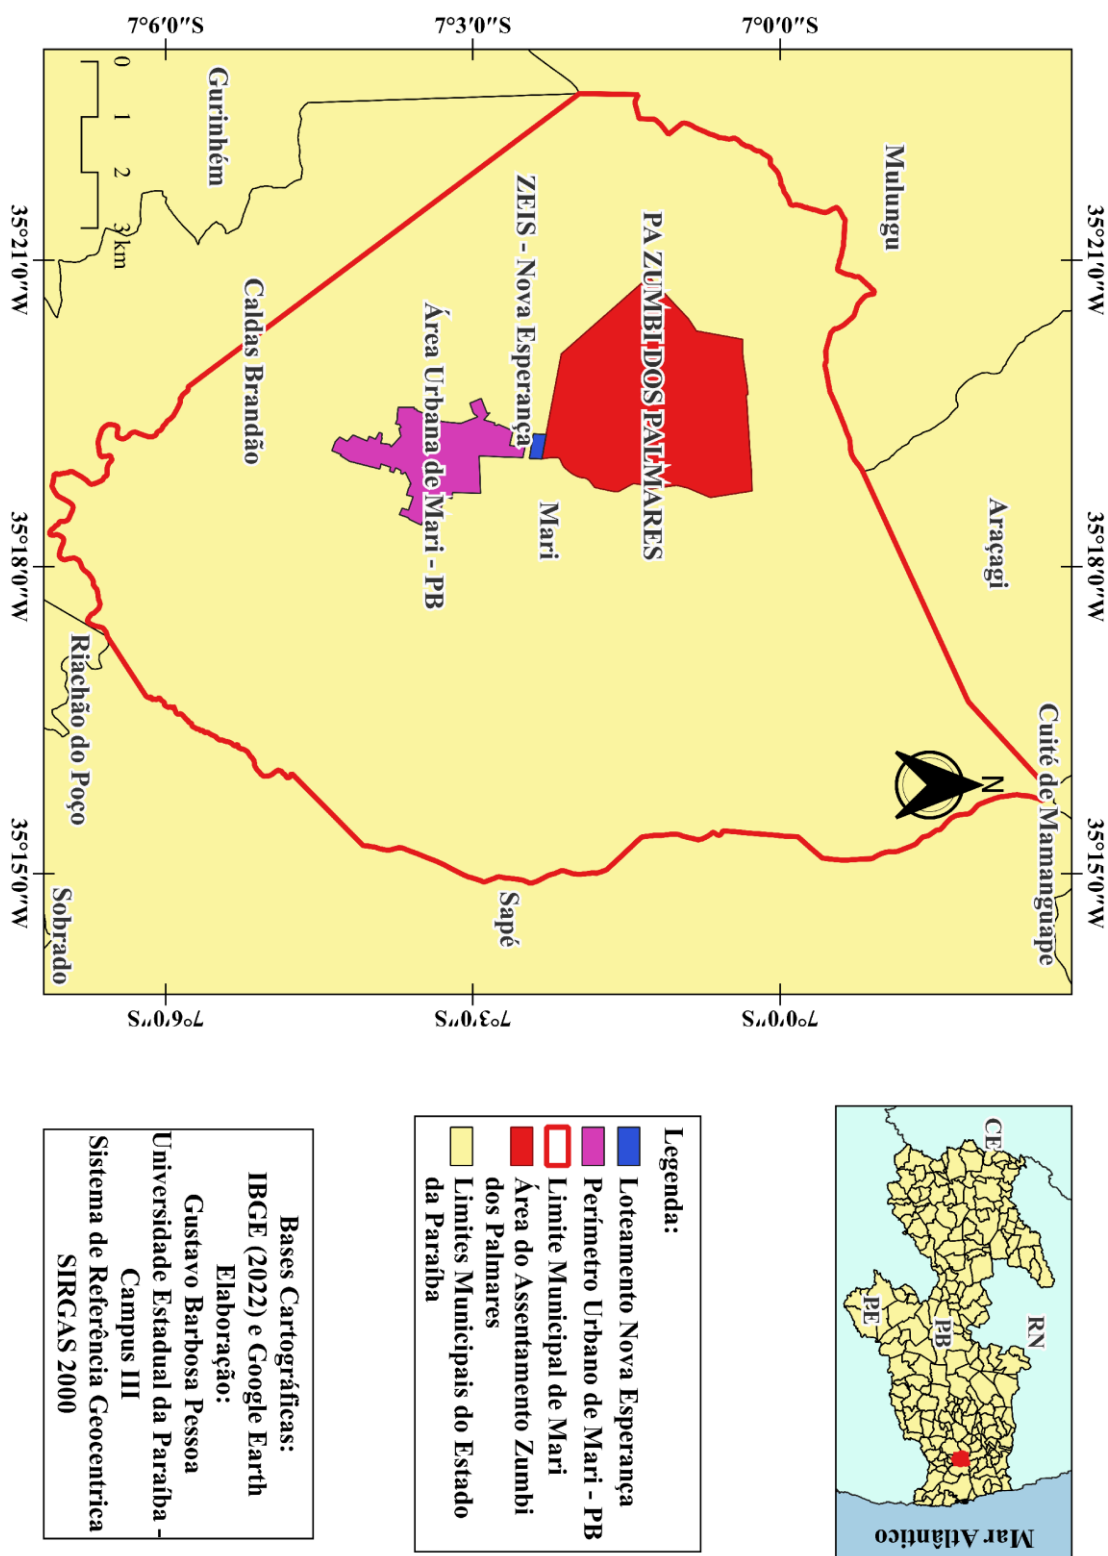 35°21'0"W
35°18'0"W
35°15'0"W
7°0'0"S
7°3'0"S
7°6'0"S
7°0'0"S
7°3'0"S
7°6'0"S
35°21'0"W
35°18'0"W
35°15'0"W
Cuité de Mamanguape
N
Araçagi
Mulungu
PA ZUMBI DOS PALMARES
Mari
ZEIS - Nova Esperança
Sapé
Área Urbana de Mari - PB
Caldas Brandão
Gurinhém
0 1 2 3 km
Riachão do Poço
Sobrado
CE
RN
PB
PE
Mar Atlântico
Legenda:
Loteamento Nova Esperança
Perímetro Urbano de Mari - PB
Limite Municipal de Mari
Área do Assentamento Zumbi
dos Palmares
Limites Municipais do Estado
da Paraíba
Bases Cartográficas:
IBGE (2022) e Google Earth
Elaboração:
Gustavo Barbosa Pessoa
Universidade Estadual da Paraíba -
Campus III
Sistema de Referência Geocentrica
SIRGAS 2000